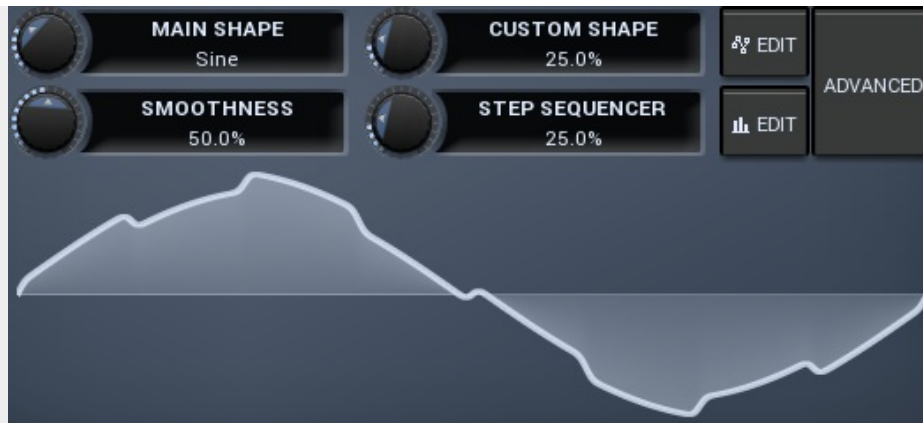 MAIN SHAPE
Sine
CUSTOM SHAPE
25.0%
EDIT
ADVANCED
SMOOTHNESS
50.0%
STEP SEQUENCER
25.0%
EDIT